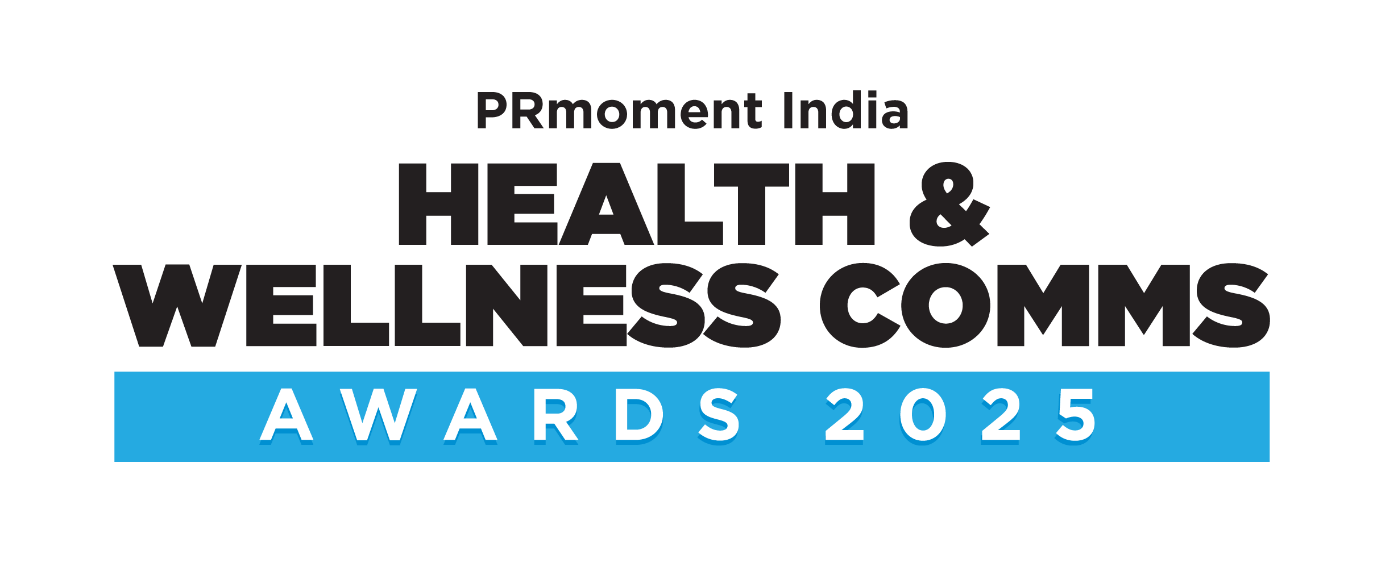 PRmoment India
HEALTH &
WELLNESS COMMS
AWARDS 2025